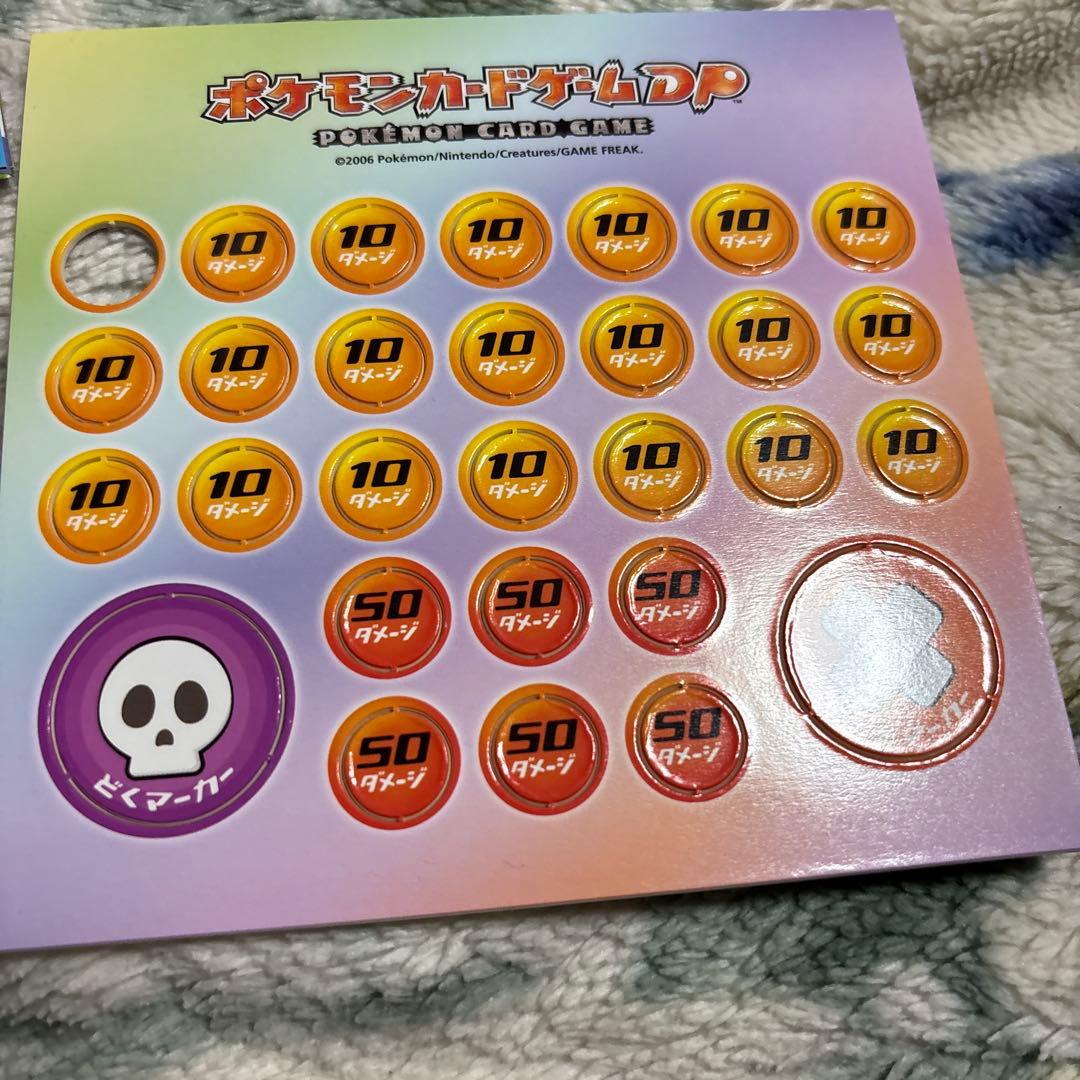 ポケモンカードゲームDP™
POKÉMON CARD GAME
©2006 Pokémon/Nintendo/Creatures/GAME FREAK.
10 10 10 10 10 10
ダメージ ダメージ ダメージ ダメージ ダメージ ダメージ
10 10 10 10 10 10 10
ダメージ ダメージ ダメージ ダメージ ダメージ ダメージ ダメージ
10 10 10 10 10 10 10
ダメージ ダメージ ダメージ ダメージ ダメージ ダメージ ダメージ
50 50 50
ダメージ ダメージ ダメージ
50 50 50
ダメージ ダメージ ダメージ
どくマーカー